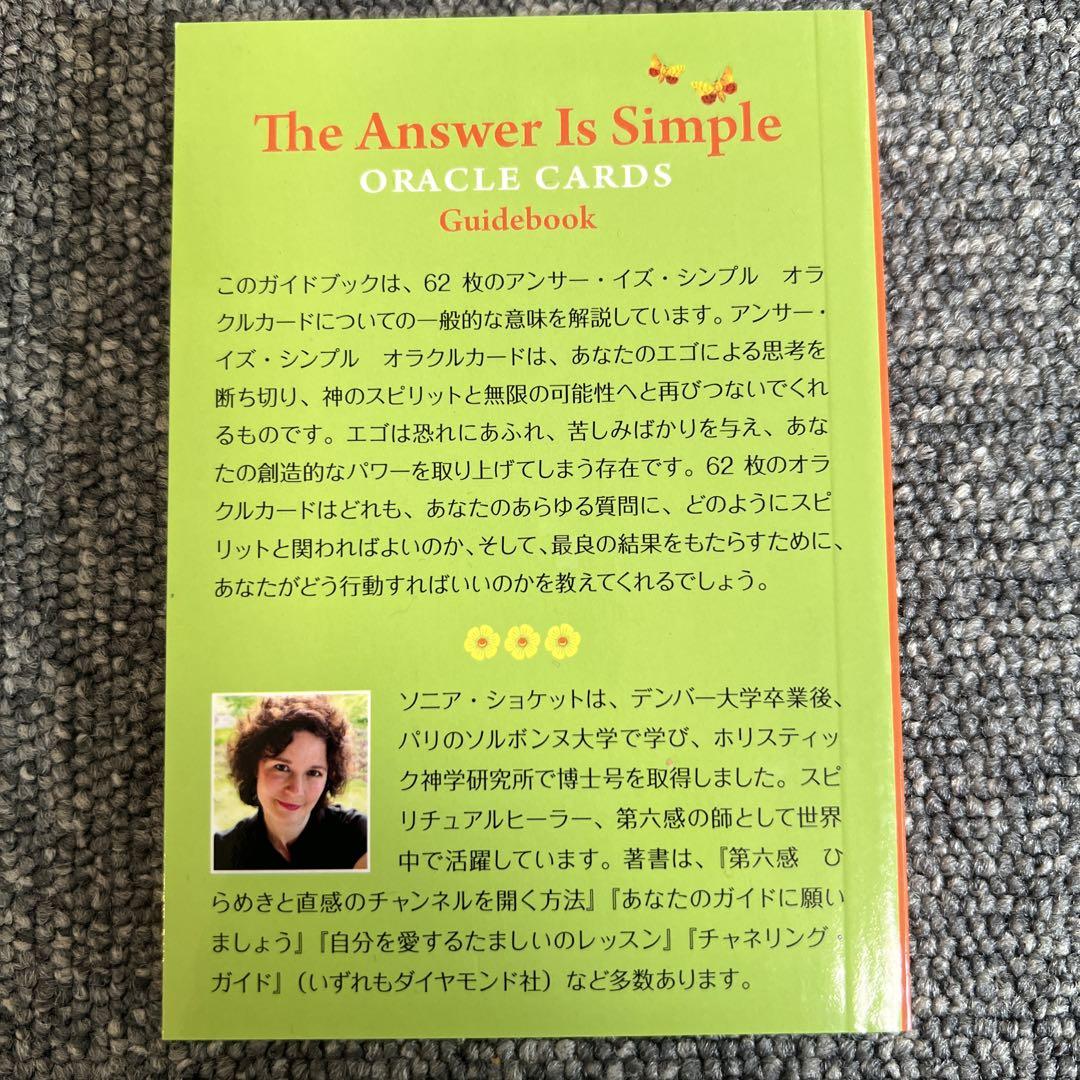 The Answer Is Simple
ORACLE CARDS
Guidebook
このガイドブックは、62 枚のアンサー・イズ・シンプル　オラ
クルカードについての一般的な意味を解説しています。アンサー・
イズ・シンプル　オラクルカードは、あなたのエゴによる思考を
断ち切り、神のスピリットと無限の可能性へと再びつないでくれ
るものです。エゴは恐れにあふれ、苦しみばかりを与え、あな
たの創造的なパワーを取り上げてしまう存在です。62 枚のオラ
クルカードはどれも、あなたのあらゆる質問に、どのようにスピ
リットと関わればよいのか、そして、最良の結果をもたらすために、
あなたがどう行動すればいいのかを教えてくれるでしょう。
ソニア・ショケットは、デンバー大学卒業後、
パリのソルボンヌ大学で学び、ホリスティッ
ク神学研究所で博士号を取得しました。スピ
リチュアルヒーラー、第六感の師として世界
中で活躍しています。著書は、『第六感　ひ
らめきと直感のチャンネルを開く方法』『あなたのガイドに願い
ましょう』『自分を愛するたましいのレッスン』『チャネリング・
ガイド』（いずれもダイヤモンド社）など多数あります。